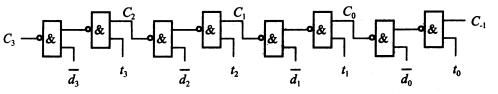 C₂ C₁ C₀ C₋₁
C₃ & & & & & & & &
d̅₃ t₃ d̅₂ t₂ d̅₁ t₁ d̅₀ t₀